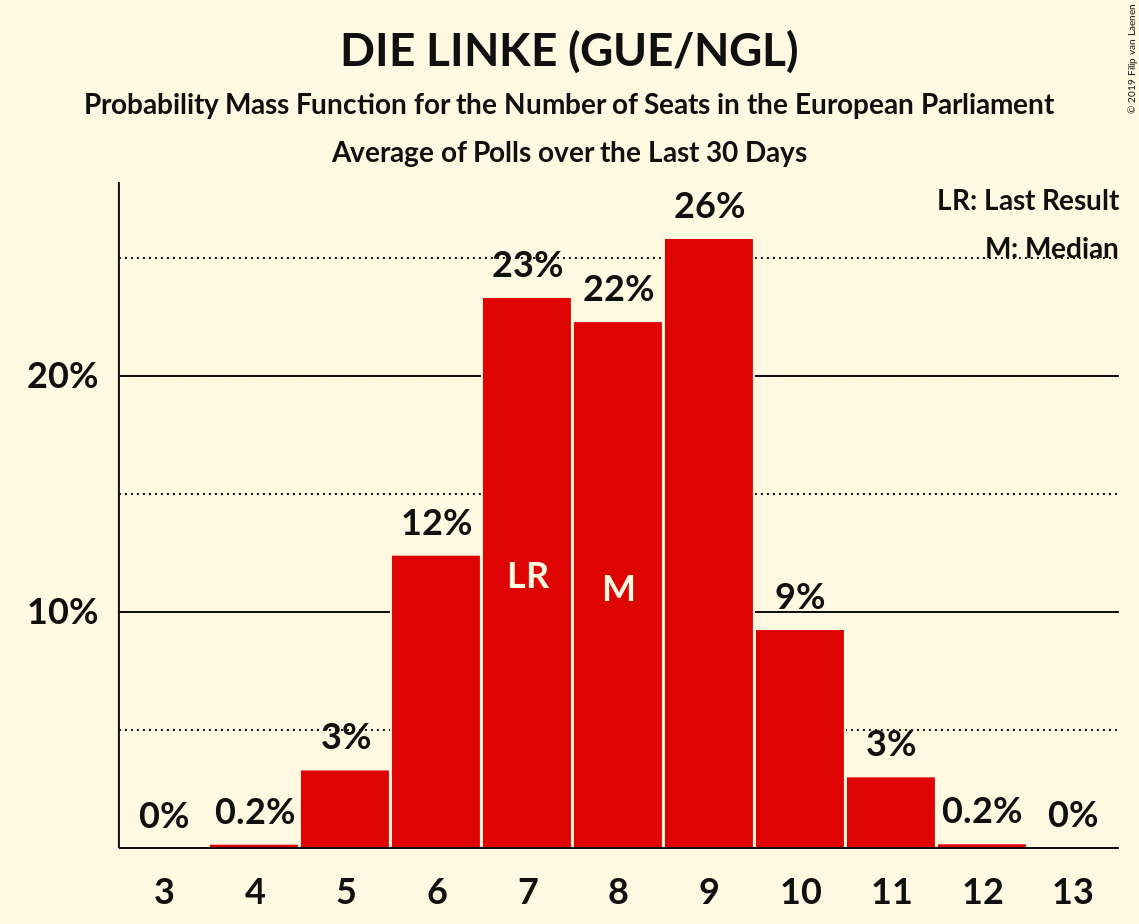 DIE LINKE (GUE/NGL)
Probability Mass Function for the Number of Seats in the European Parliament
Average of Polls over the Last 30 Days
© 2019 Filip van Laenen
LR: Last Result
M: Median
26%
23%
22%
20%
12%
LR
M
10%
9%
3%
3%
0%
0.2%
0.2%
0%
3 4 5 6 7 8 9 10 11 12 13